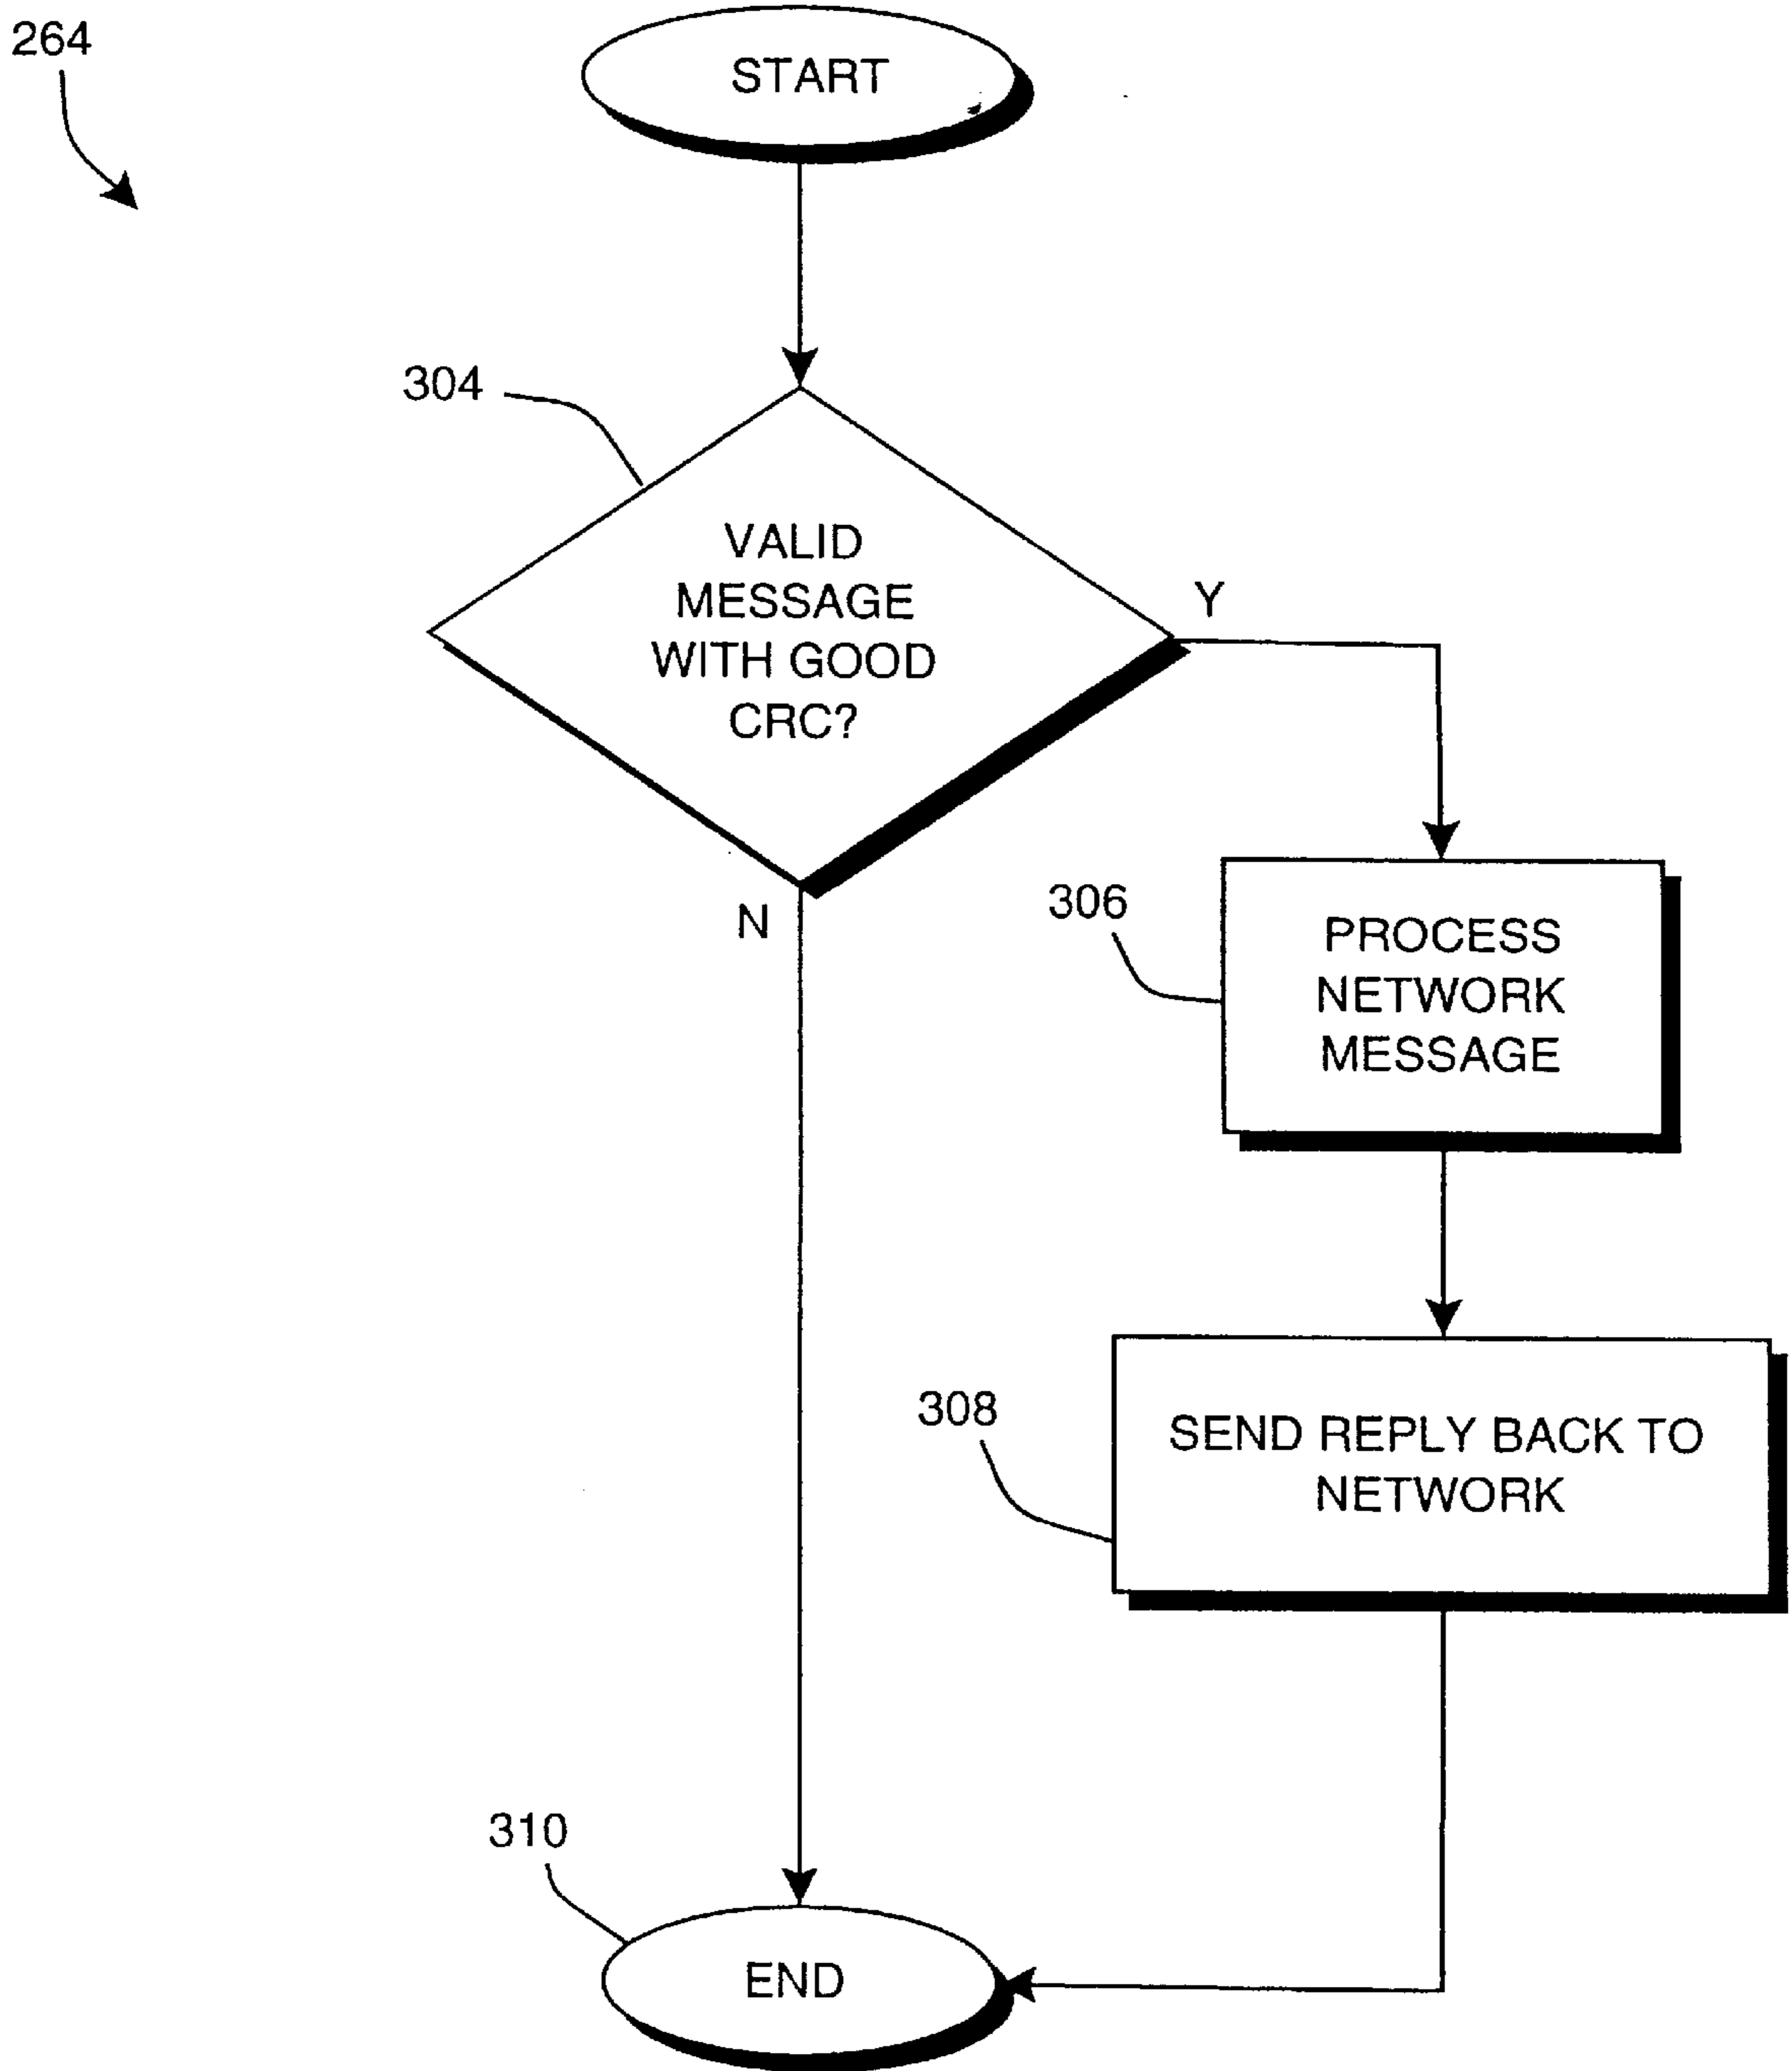 264
START
304
VALID
MESSAGE
WITH GOOD
CRC?
Y
N
306
PROCESS
NETWORK
MESSAGE
308
SEND REPLY BACK TO
NETWORK
310
END